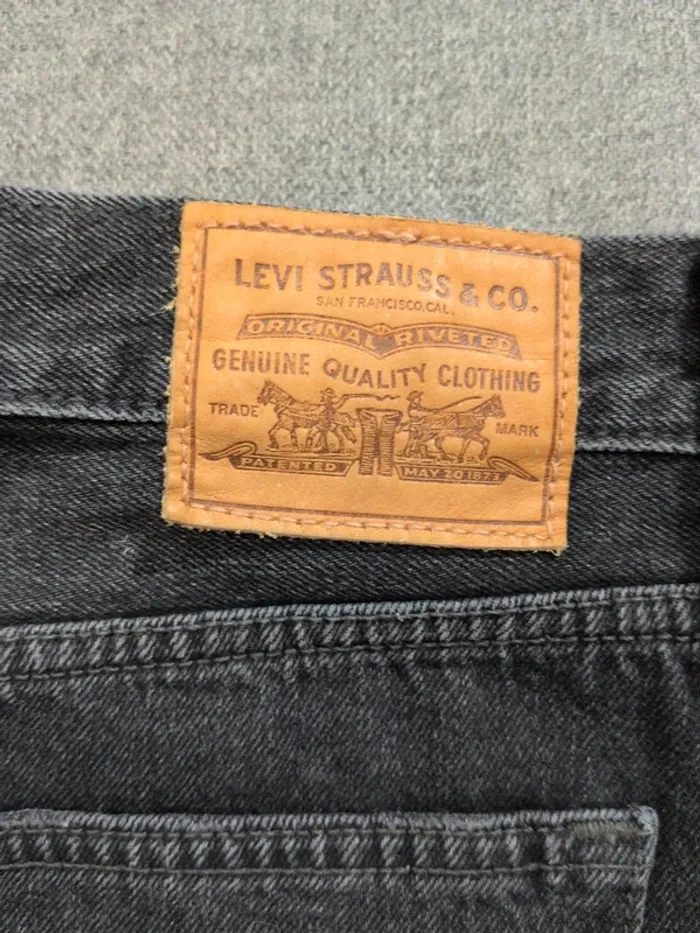 LEVI STRAUSS & CO.
SAN FRANCISCO, CAL.
ORIGINAL RIVETED
GENUINE QUALITY CLOTHING
TRADE MARK
PATENTED MAY 20 1873